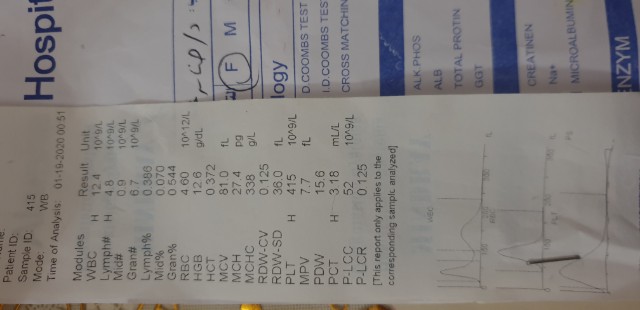 Hospit
F M
logy
D.COOMBS TEST
I.D.COOMBS TEST
CROSS MATCHIN
ALK.PHOS
ALB
TOTAL PROTIN
GGT
CREATINEN
Na+
MICROALBUMIN
ENZYM
Patient ID:
Sample ID: 415
Mode: WB
Time of Analysis: 01-19-2020 00:51
Modules Result Unit
WBC H 12.4 10^9/L
Lymph# H 4.8 10^9/L
Mid# 0.9 10^9/L
Gran# 6.7 10^9/L
Lymph% 0.386
Mid% 0.070
Gran% 0.544
RBC 4.60 10^12/L
HGB 12.6 g/dL
HCT 0.372
MCV 81.0 fL
MCH 27.4 pg
MCHC 338 g/L
RDW-CV 0.125
RDW-SD 36.0 fL
PLT H 415 10^9/L
MPV 7.7 fL
PDW 15.6
PCT H 3.18 mL/L
P-LCC 52 10^9/L
P-LCR 0.125
[This report only applies to the
corresponding sample analyzed]